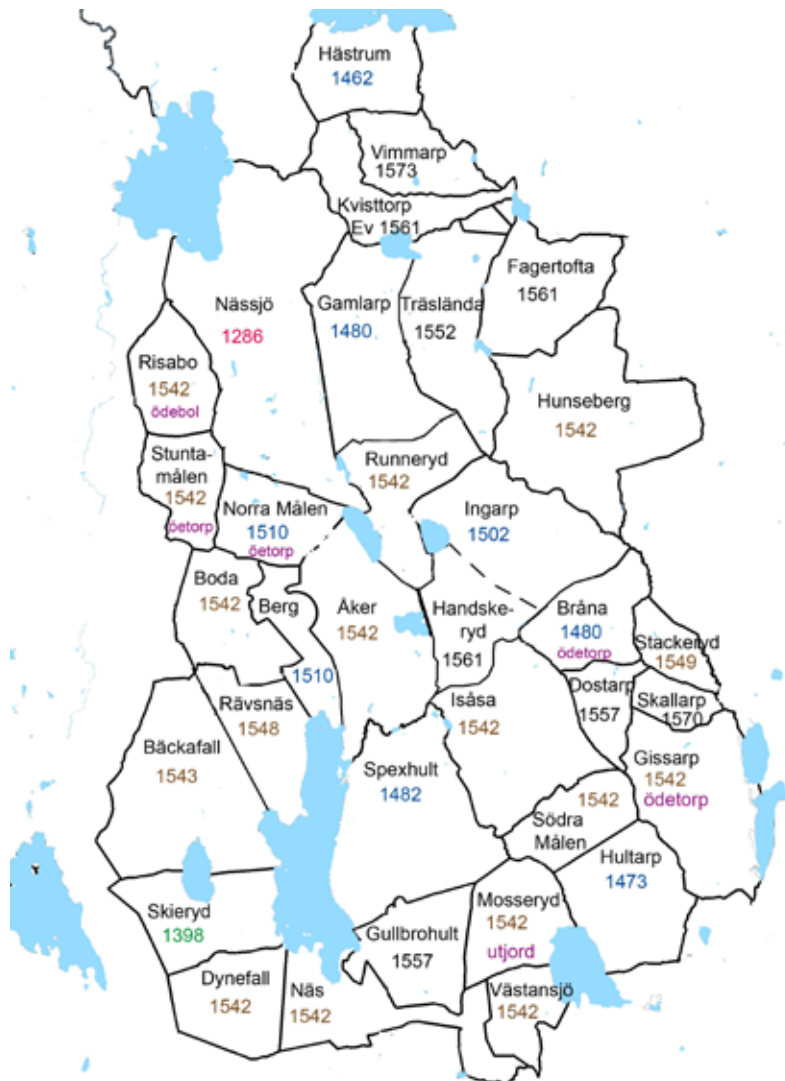 Hästrum
1462
Vimmarp
1573
Kvisttorp
Ev 1561
Fagertofta
1561
Nässjö
1286
Gamlarp
1480
Träslända
1552
Risabo
1542
ödebol
Hunseberg
1542
Stunta-
målen
1542
öetorp
Runneryd
1542
Norra Målen
1510
öetorp
Ingarp
1502
Boda
1542
Berg
1510
Åker
1542
Handske-
ryd
1561
Bråna
1480
ödetorp
Stackeryd
1549
Dostarp
1557
Skallarp
1570
Rävsnäs
1548
Isåsa
1542
Bäckafall
1543
Spexhult
1482
Gissarp
1542
ödetorp
1542
Södra
Målen
Hultarp
1473
Skieryd
1398
Gullbrohult
1557
Mosseryd
1542
utjord
Dynefall
1542
Näs
1542
Västansjö
1542